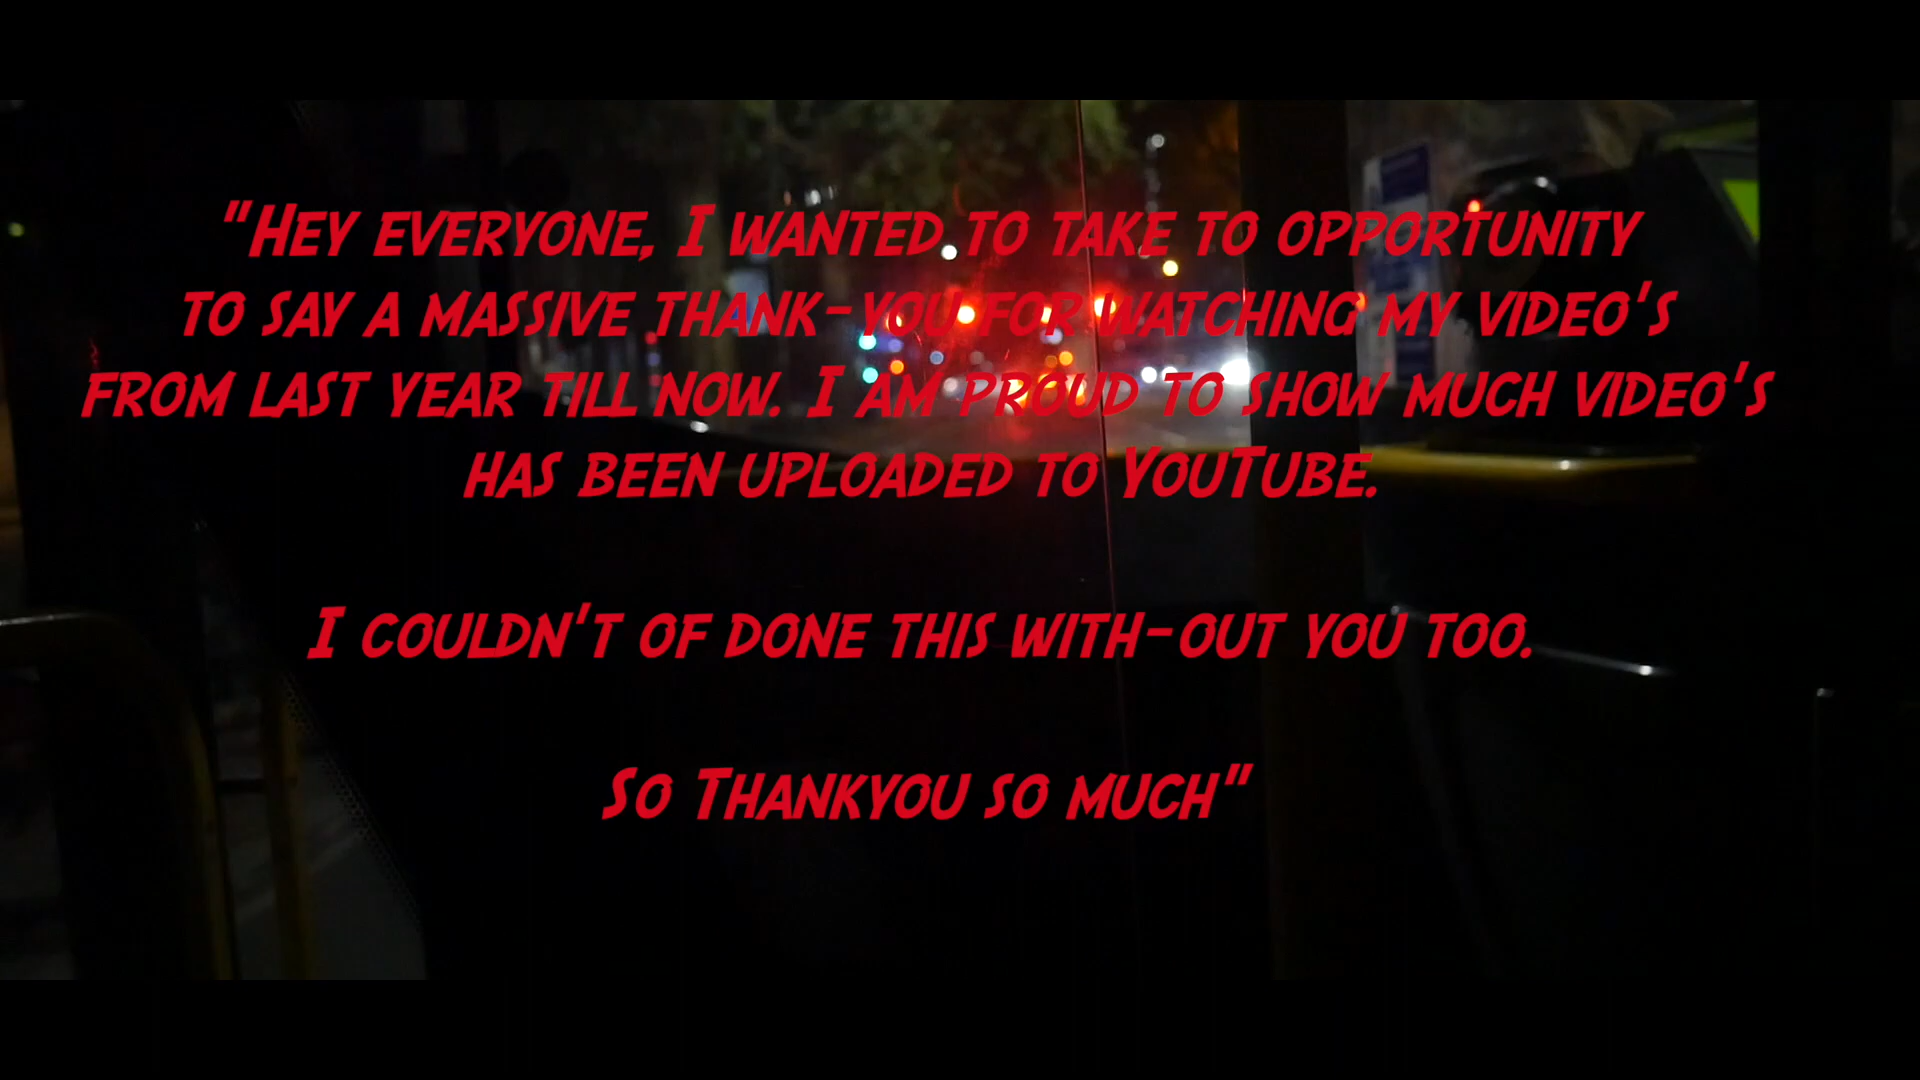 "Hey everyone, I wanted to take to opportunity
to say a massive thank-you for watching my video's
from last year till now. I am proud to show much video's
has been uploaded to YouTube.
I couldn't of done this with-out you too.
So Thankyou so much"